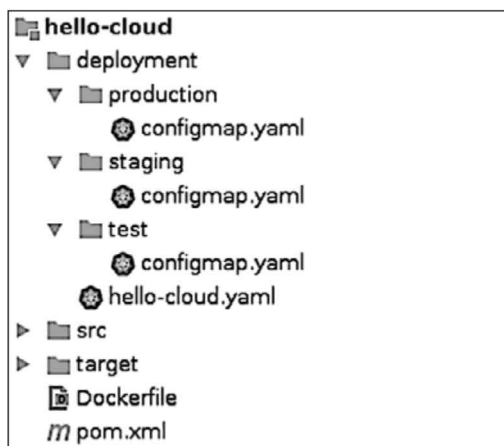 hello-cloud
deployment
production
configmap.yaml
staging
configmap.yaml
test
configmap.yaml
hello-cloud.yaml
src
target
Dockerfile
pom.xml